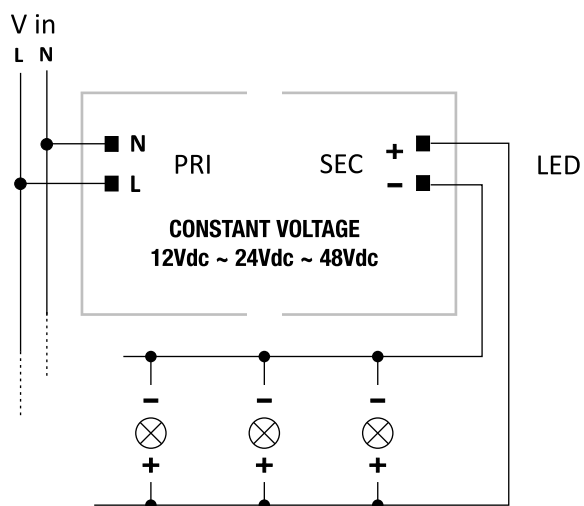 V in
L N
N
PRI
SEC
+
LED
L
-
CONSTANT VOLTAGE
12Vdc ~ 24Vdc ~ 48Vdc
- - -
+ + +